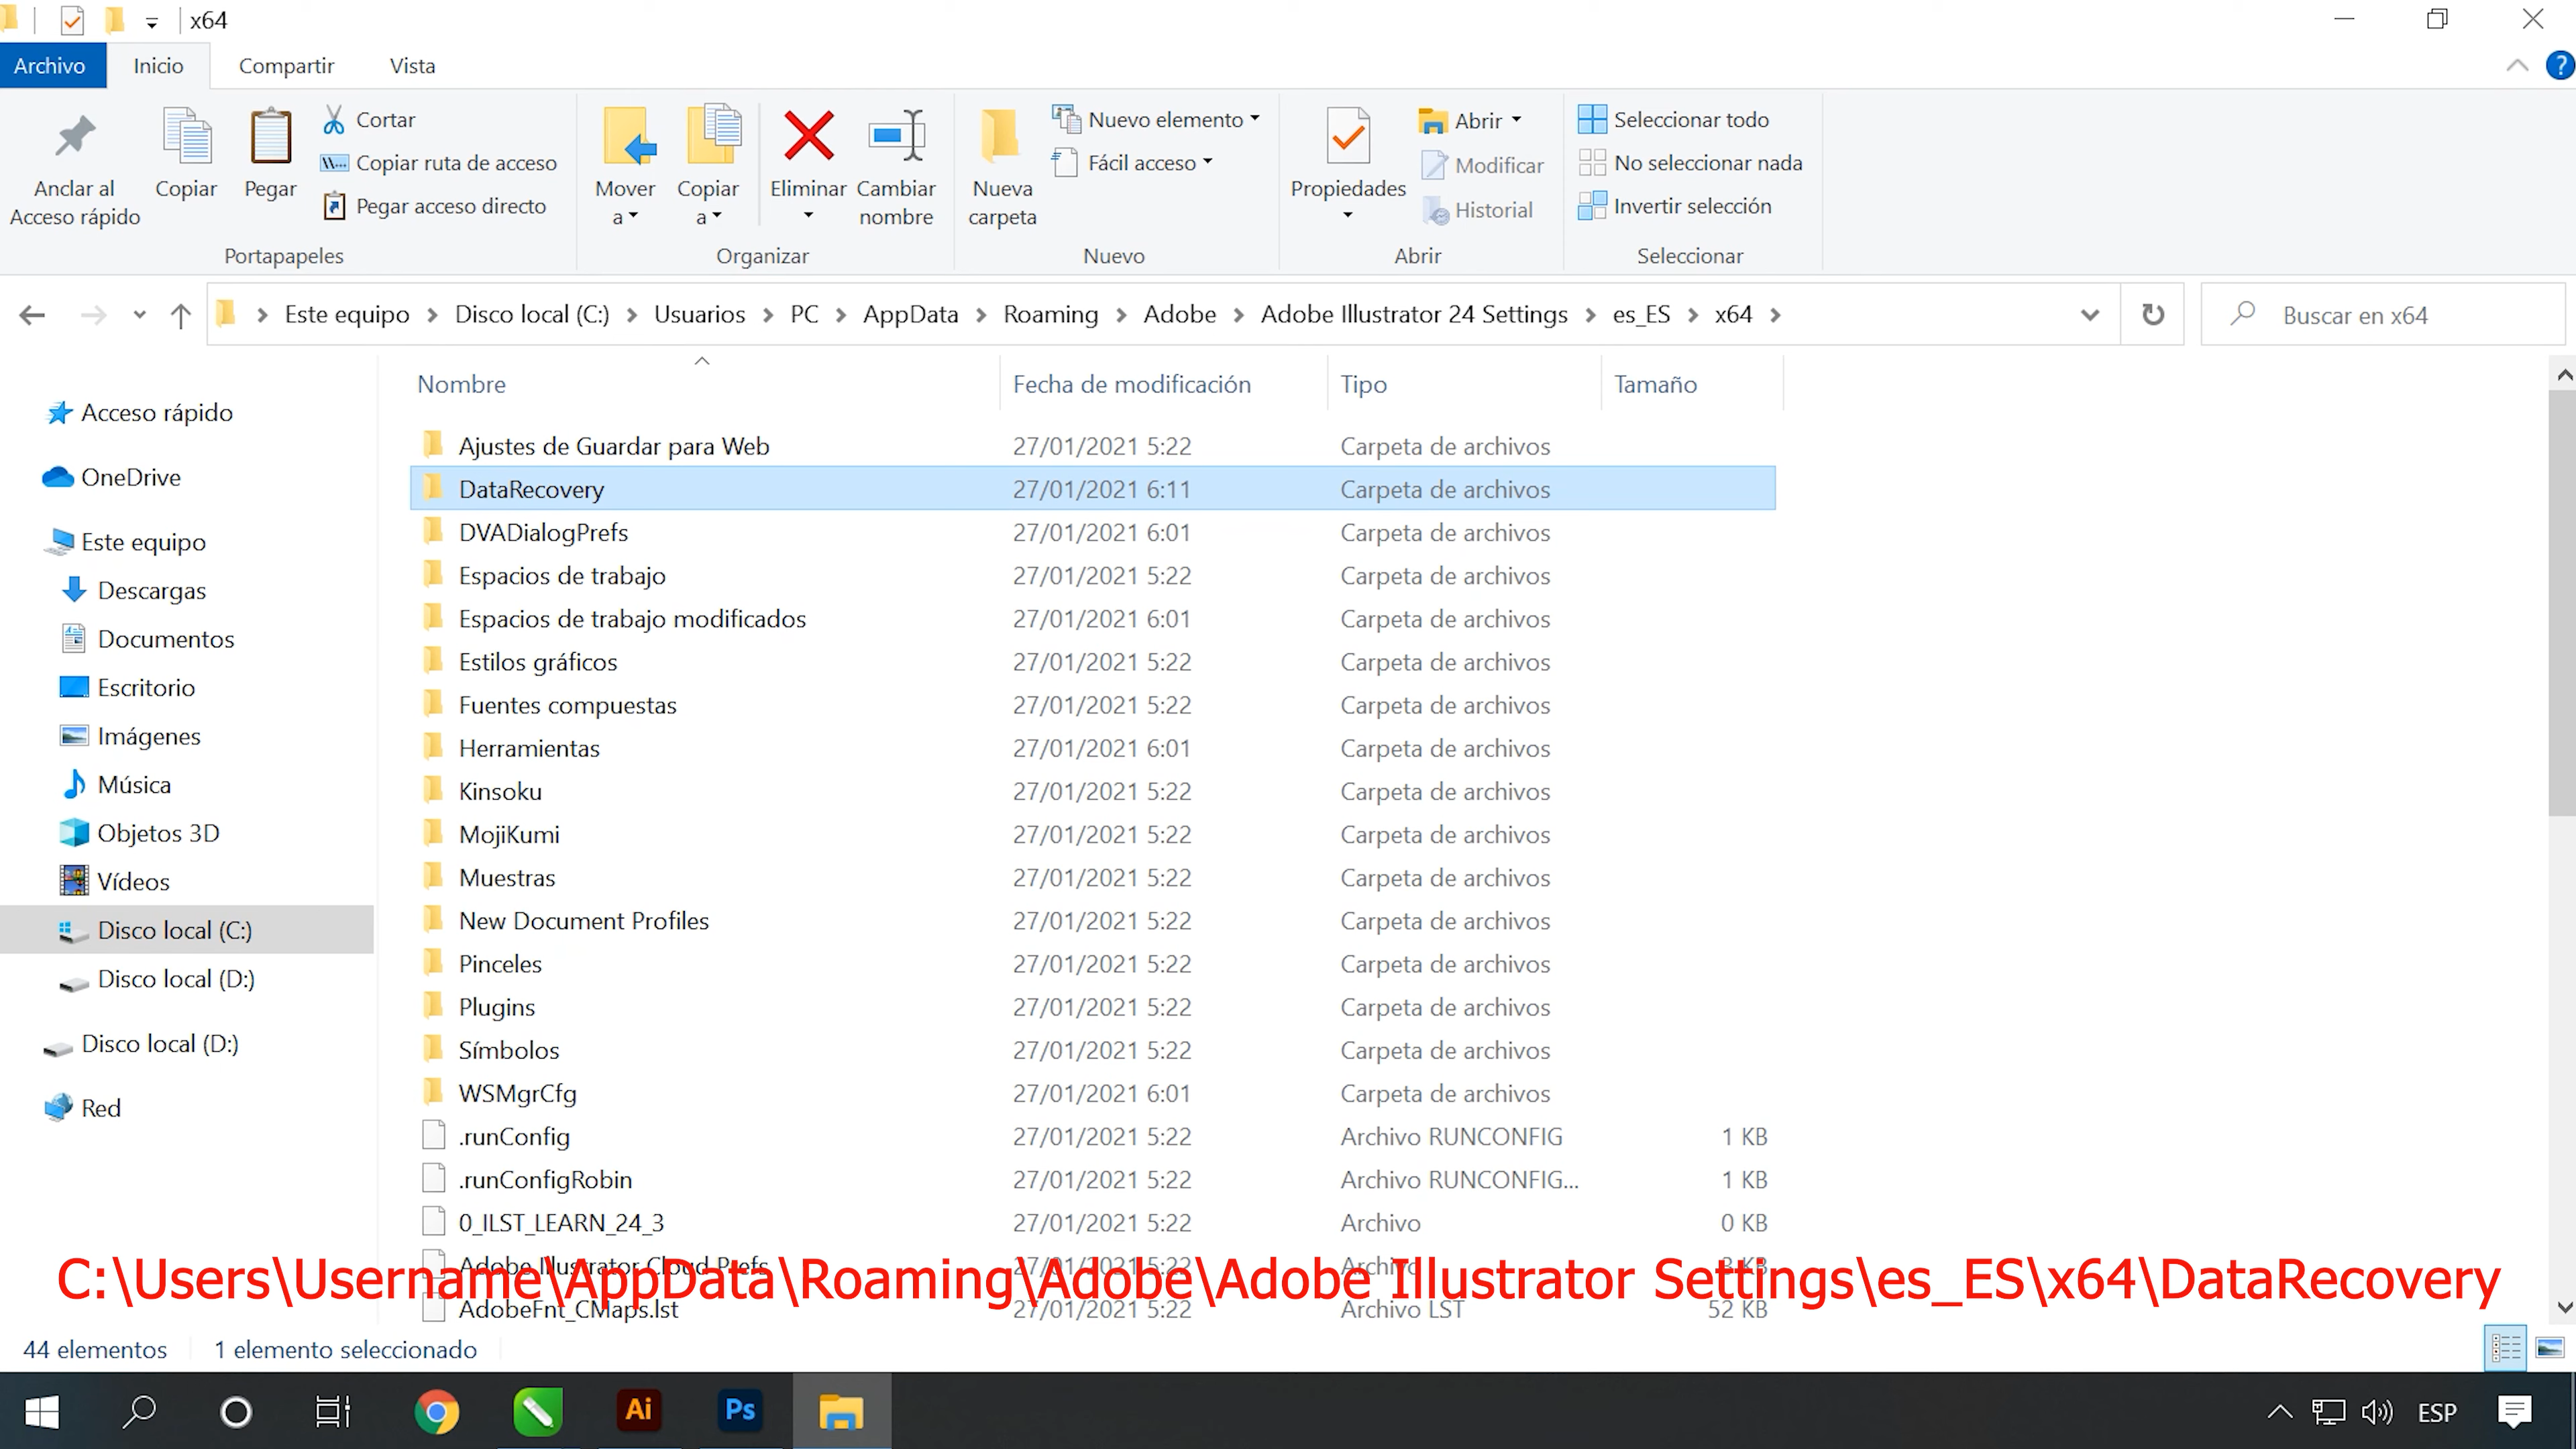 x64
Archivo Inicio Compartir Vista
Anclar al Acceso rápido
Copiar
Pegar
Cortar
Copiar ruta de acceso
Pegar acceso directo
Portapapeles
Mover a
Copiar a
Eliminar
Cambiar nombre
Organizar
Nueva carpeta
Nuevo elemento
Fácil acceso
Nuevo
Propiedades
Abrir
Modificar
Historial
Abrir
Seleccionar todo
No seleccionar nada
Invertir selección
Seleccionar
Este equipo > Disco local (C:) > Usuarios > PC > AppData > Roaming > Adobe > Adobe Illustrator 24 Settings > es_ES > x64 >
Buscar en x64
Acceso rápido
OneDrive
Este equipo
Descargas
Documentos
Escritorio
Imágenes
Música
Objetos 3D
Vídeos
Disco local (C:)
Disco local (D:)
Disco local (D:)
Red
Nombre Fecha de modificación Tipo Tamaño
Ajustes de Guardar para Web 27/01/2021 5:22 Carpeta de archivos
DataRecovery 27/01/2021 6:11 Carpeta de archivos
DVADialogPrefs 27/01/2021 6:01 Carpeta de archivos
Espacios de trabajo 27/01/2021 5:22 Carpeta de archivos
Espacios de trabajo modificados 27/01/2021 6:01 Carpeta de archivos
Estilos gráficos 27/01/2021 5:22 Carpeta de archivos
Fuentes compuestas 27/01/2021 5:22 Carpeta de archivos
Herramientas 27/01/2021 6:01 Carpeta de archivos
Kinsoku 27/01/2021 5:22 Carpeta de archivos
MojiKumi 27/01/2021 5:22 Carpeta de archivos
Muestras 27/01/2021 5:22 Carpeta de archivos
New Document Profiles 27/01/2021 5:22 Carpeta de archivos
Pinceles 27/01/2021 5:22 Carpeta de archivos
Plugins 27/01/2021 5:22 Carpeta de archivos
Símbolos 27/01/2021 5:22 Carpeta de archivos
WSMgrCfg 27/01/2021 6:01 Carpeta de archivos
.runConfig 27/01/2021 5:22 Archivo RUNCONFIG 1 KB
.runConfigRobin 27/01/2021 5:22 Archivo RUNCONFIG... 1 KB
0_ILST_LEARN_24_3 27/01/2021 5:22 Archivo 0 KB
Adobe Illustrator Cloud Prefs 27/01/2021 5:22 Archivo 3 KB
C:\Users\Username\AppData\Roaming\Adobe\Adobe Illustrator Settings\es_ES\x64\DataRecovery
AdobeFnt_CMaps.lst 27/01/2021 5:22 Archivo LST 52 KB
44 elementos 1 elemento seleccionado
Ai Ps ESP